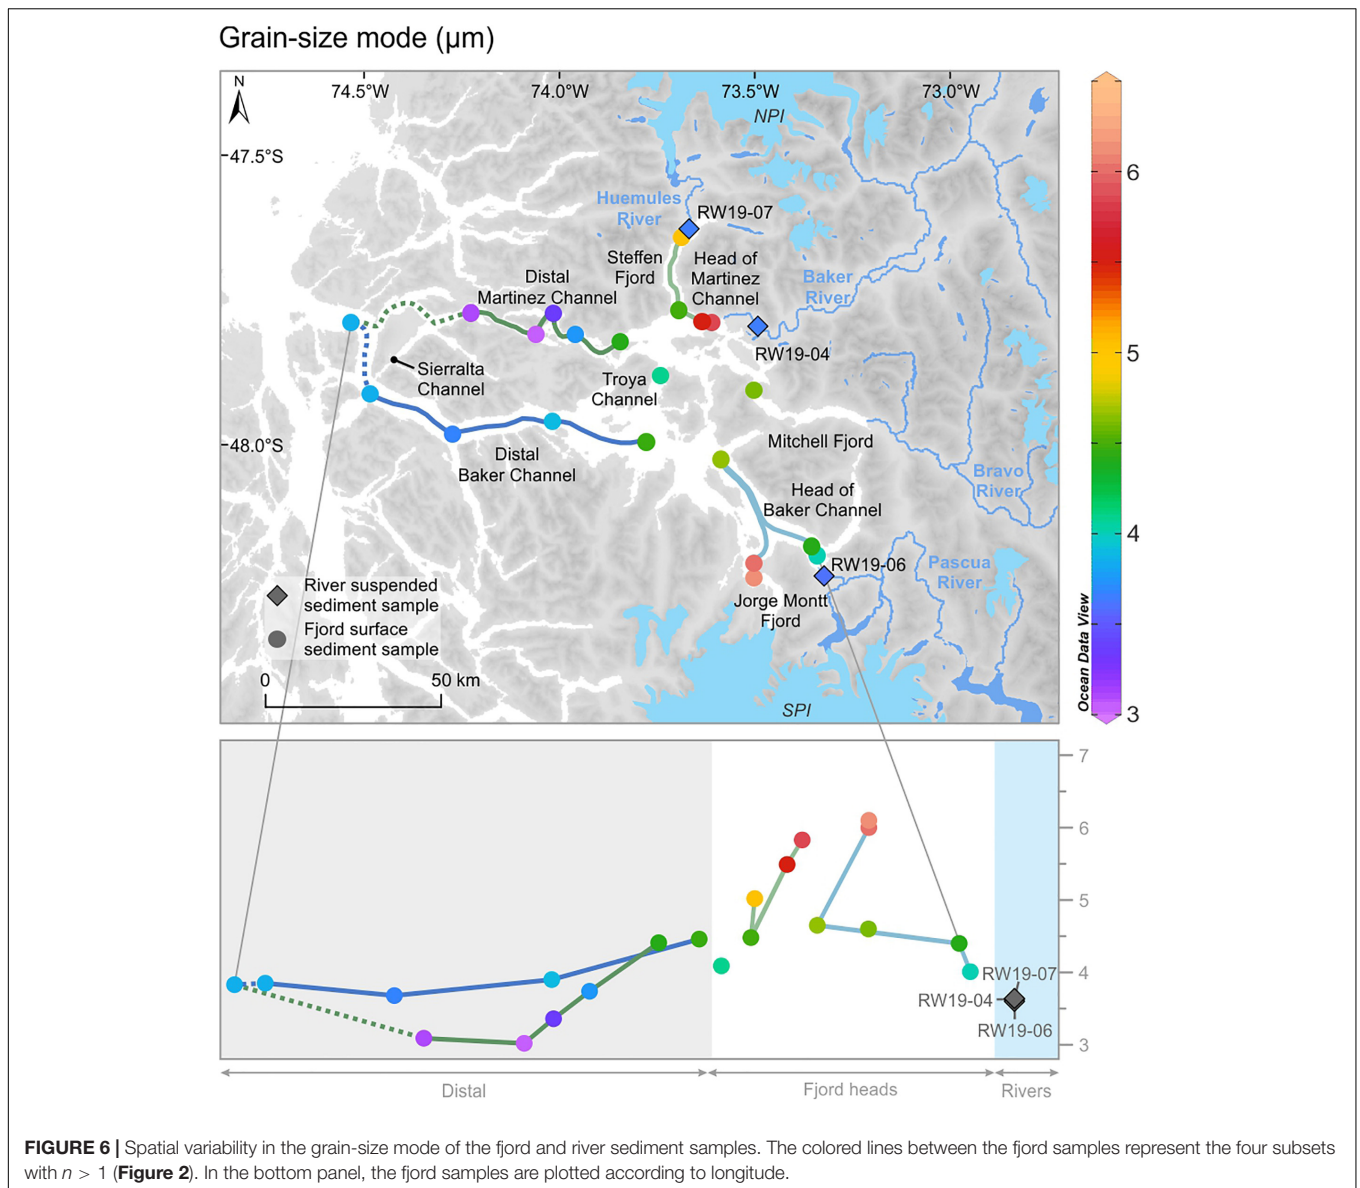 Grain-size mode (µm)
N
74.5°W
74.0°W
73.5°W
73.0°W
NPI
-47.5°S
Huemules
River
RW19-07
Steffen
Fjord
Head of
Martinez
Channel
Baker
River
Distal
Martinez Channel
RW19-04
Sierralta
Channel
Troya
Channel
-48.0°S
Mitchell Fjord
Distal
Baker Channel
Bravo
River
Head of
Baker Channel
RW19-06
Pascua
River
Jorge Montt
Fjord
River suspended
sediment sample
Fjord surface
sediment sample
0
50 km
SPI
6
5
4
3
Ocean Data View
7
6
5
4
3
RW19-07
RW19-04
RW19-06
Distal
Fjord heads
Rivers
FIGURE 6 | Spatial variability in the grain-size mode of the fjord and river sediment samples. The colored lines between the fjord samples represent the four subsets
with n > 1 (Figure 2). In the bottom panel, the fjord samples are plotted according to longitude.